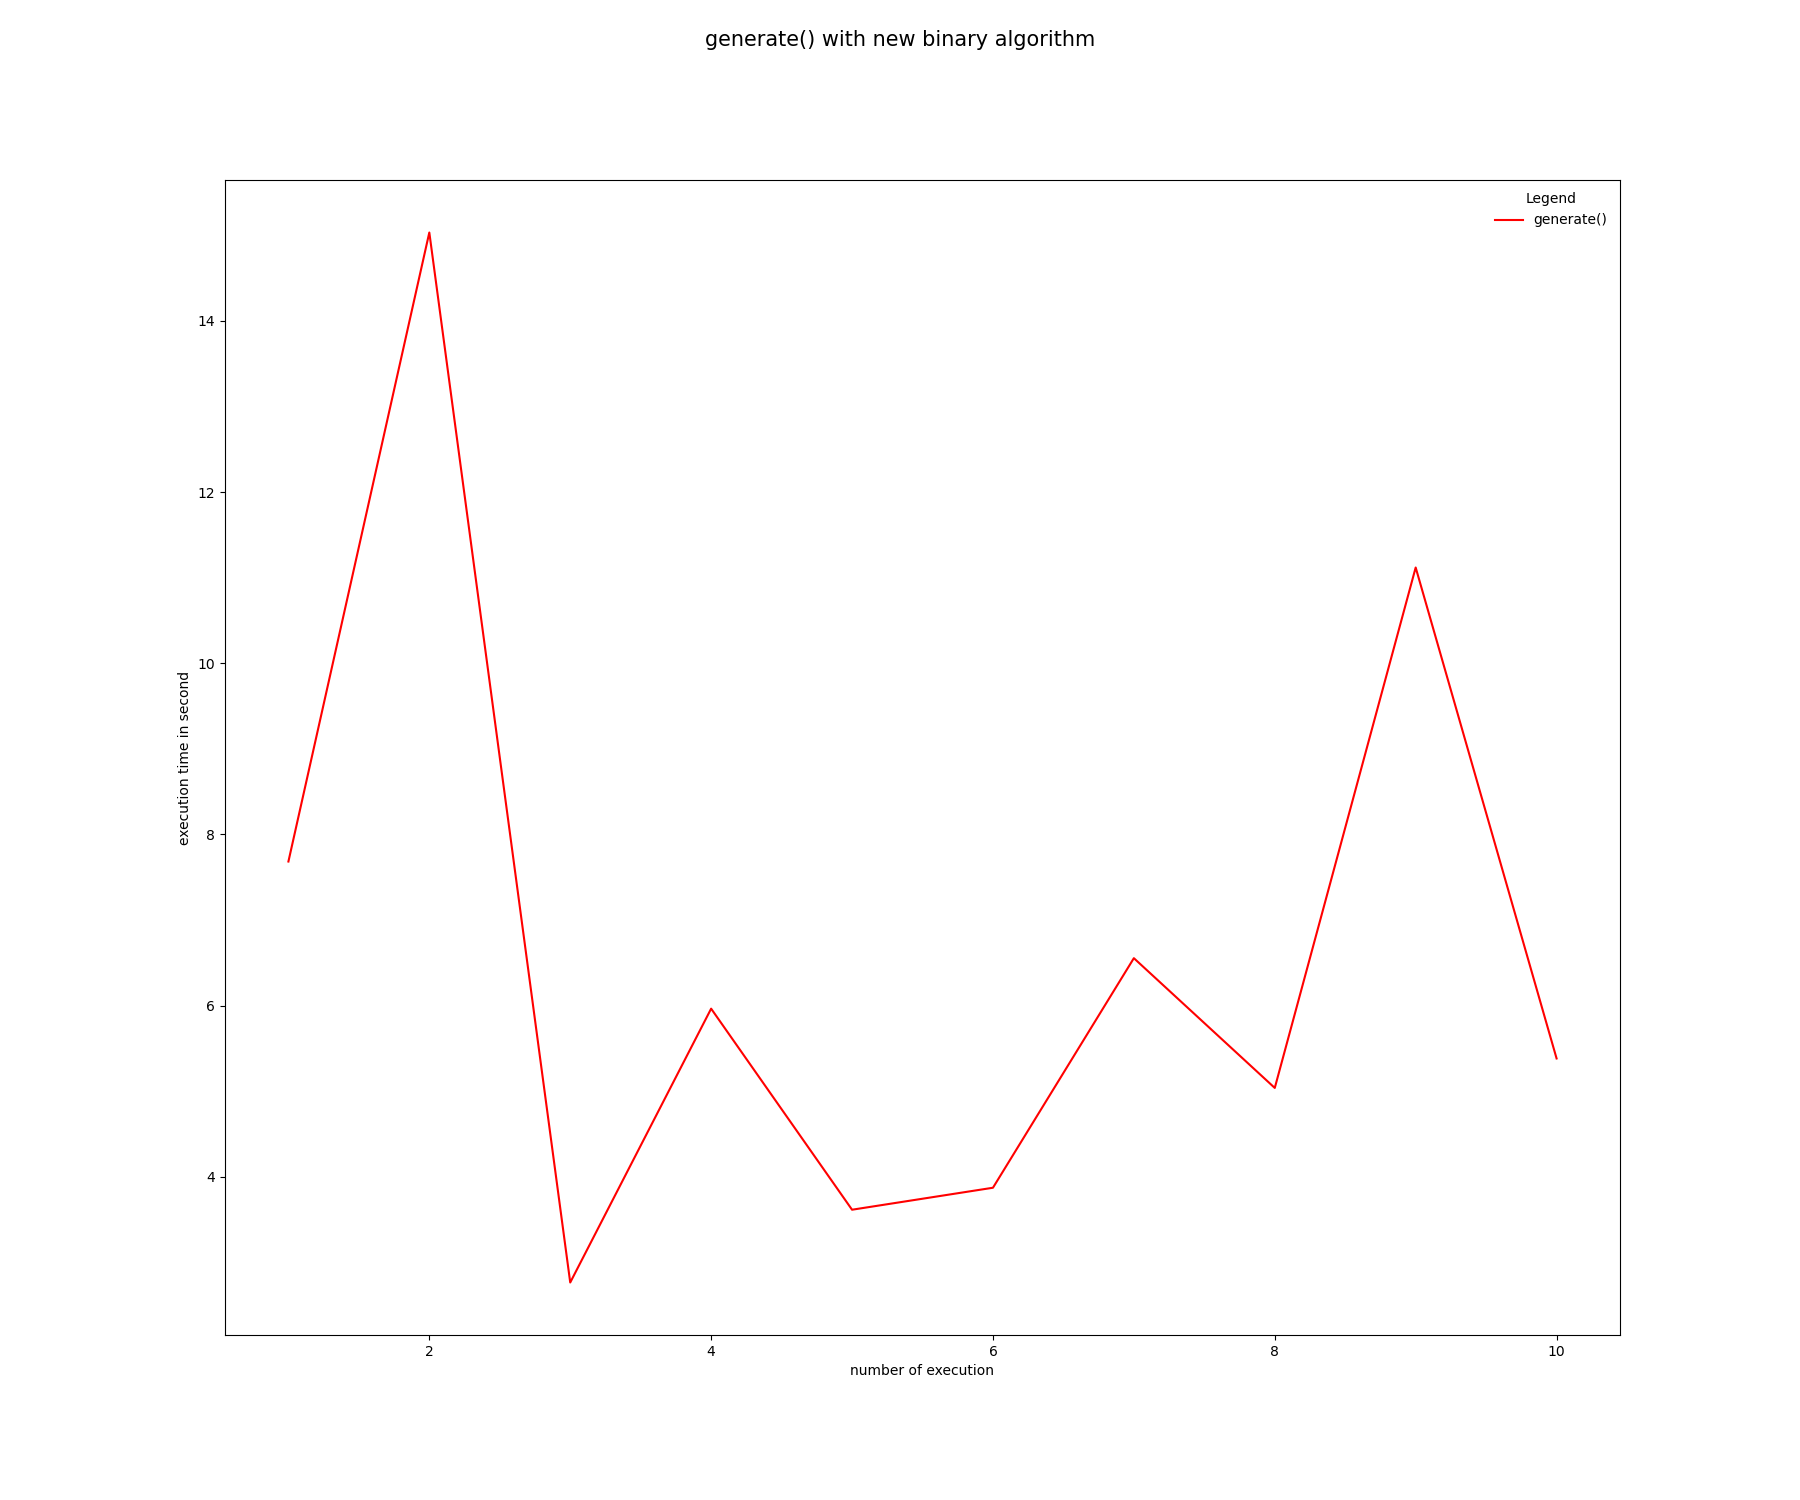 generate() with new binary algorithm
Legend
generate()
14
12
10
8
6
4
execution time in second
2
4
6
8
10
number of execution